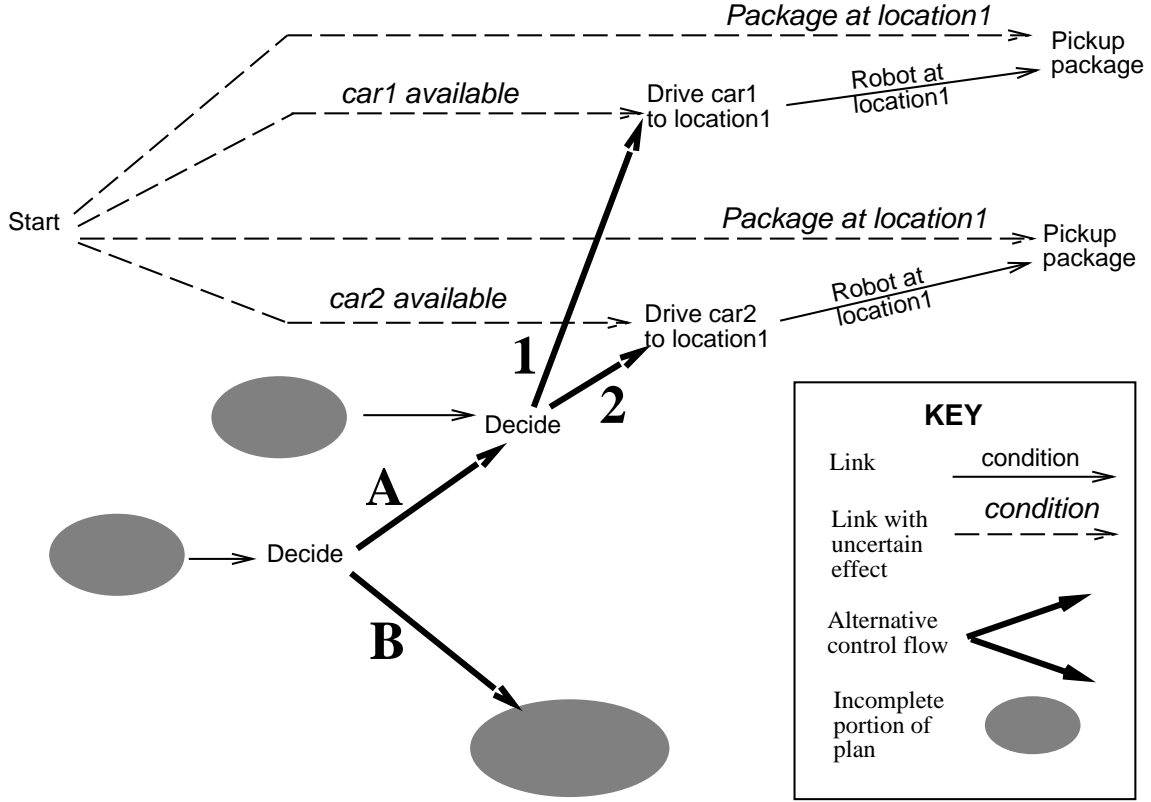 Package at location1
Pickup
package
car1 available
Drive car1
to location1
Robot at
location1
Start
Package at location1
Pickup
package
car2 available
Drive car2
to location1
Robot at
location1
1
2
Decide
A
Decide
B
KEY
Link
condition
Link with
uncertain
effect
condition
Alternative
control flow
Incomplete
portion of
plan